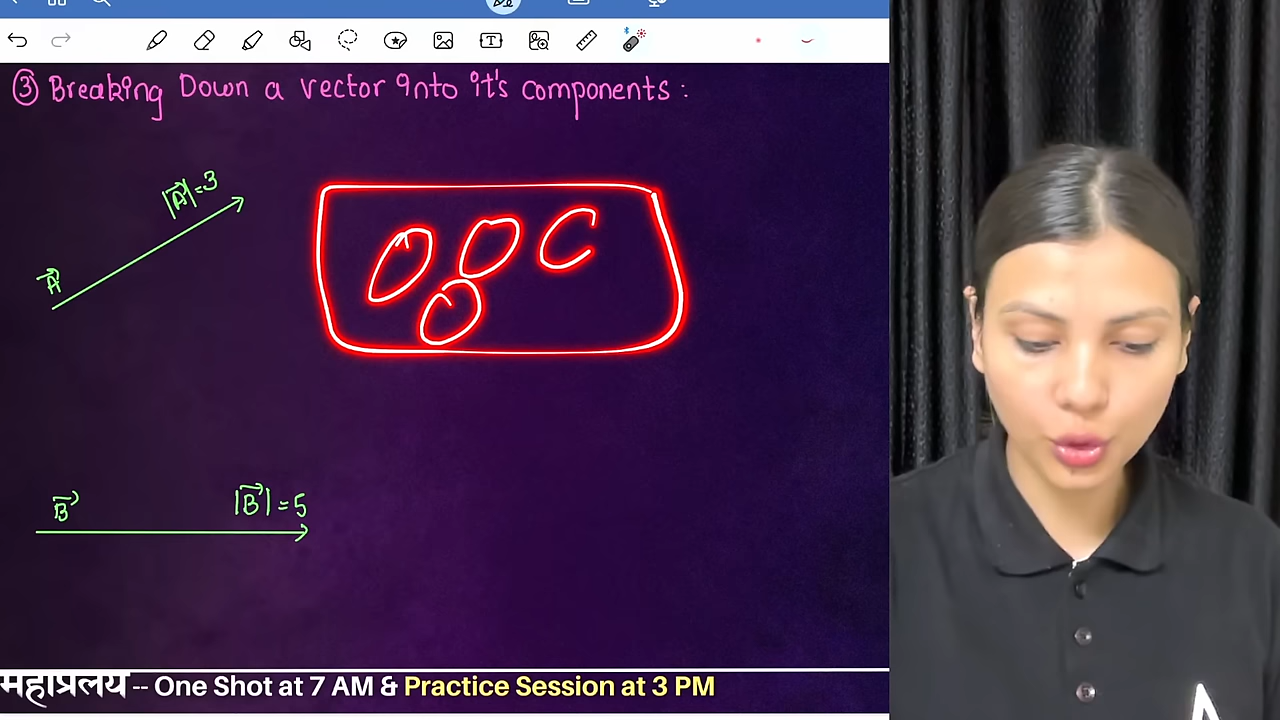 ③ Breaking Down a vector into it's components :
|A⃗|=3
A⃗
B⃗ |B⃗| = 5
महाप्रलय -- One Shot at 7 AM & Practice Session at 3 PM